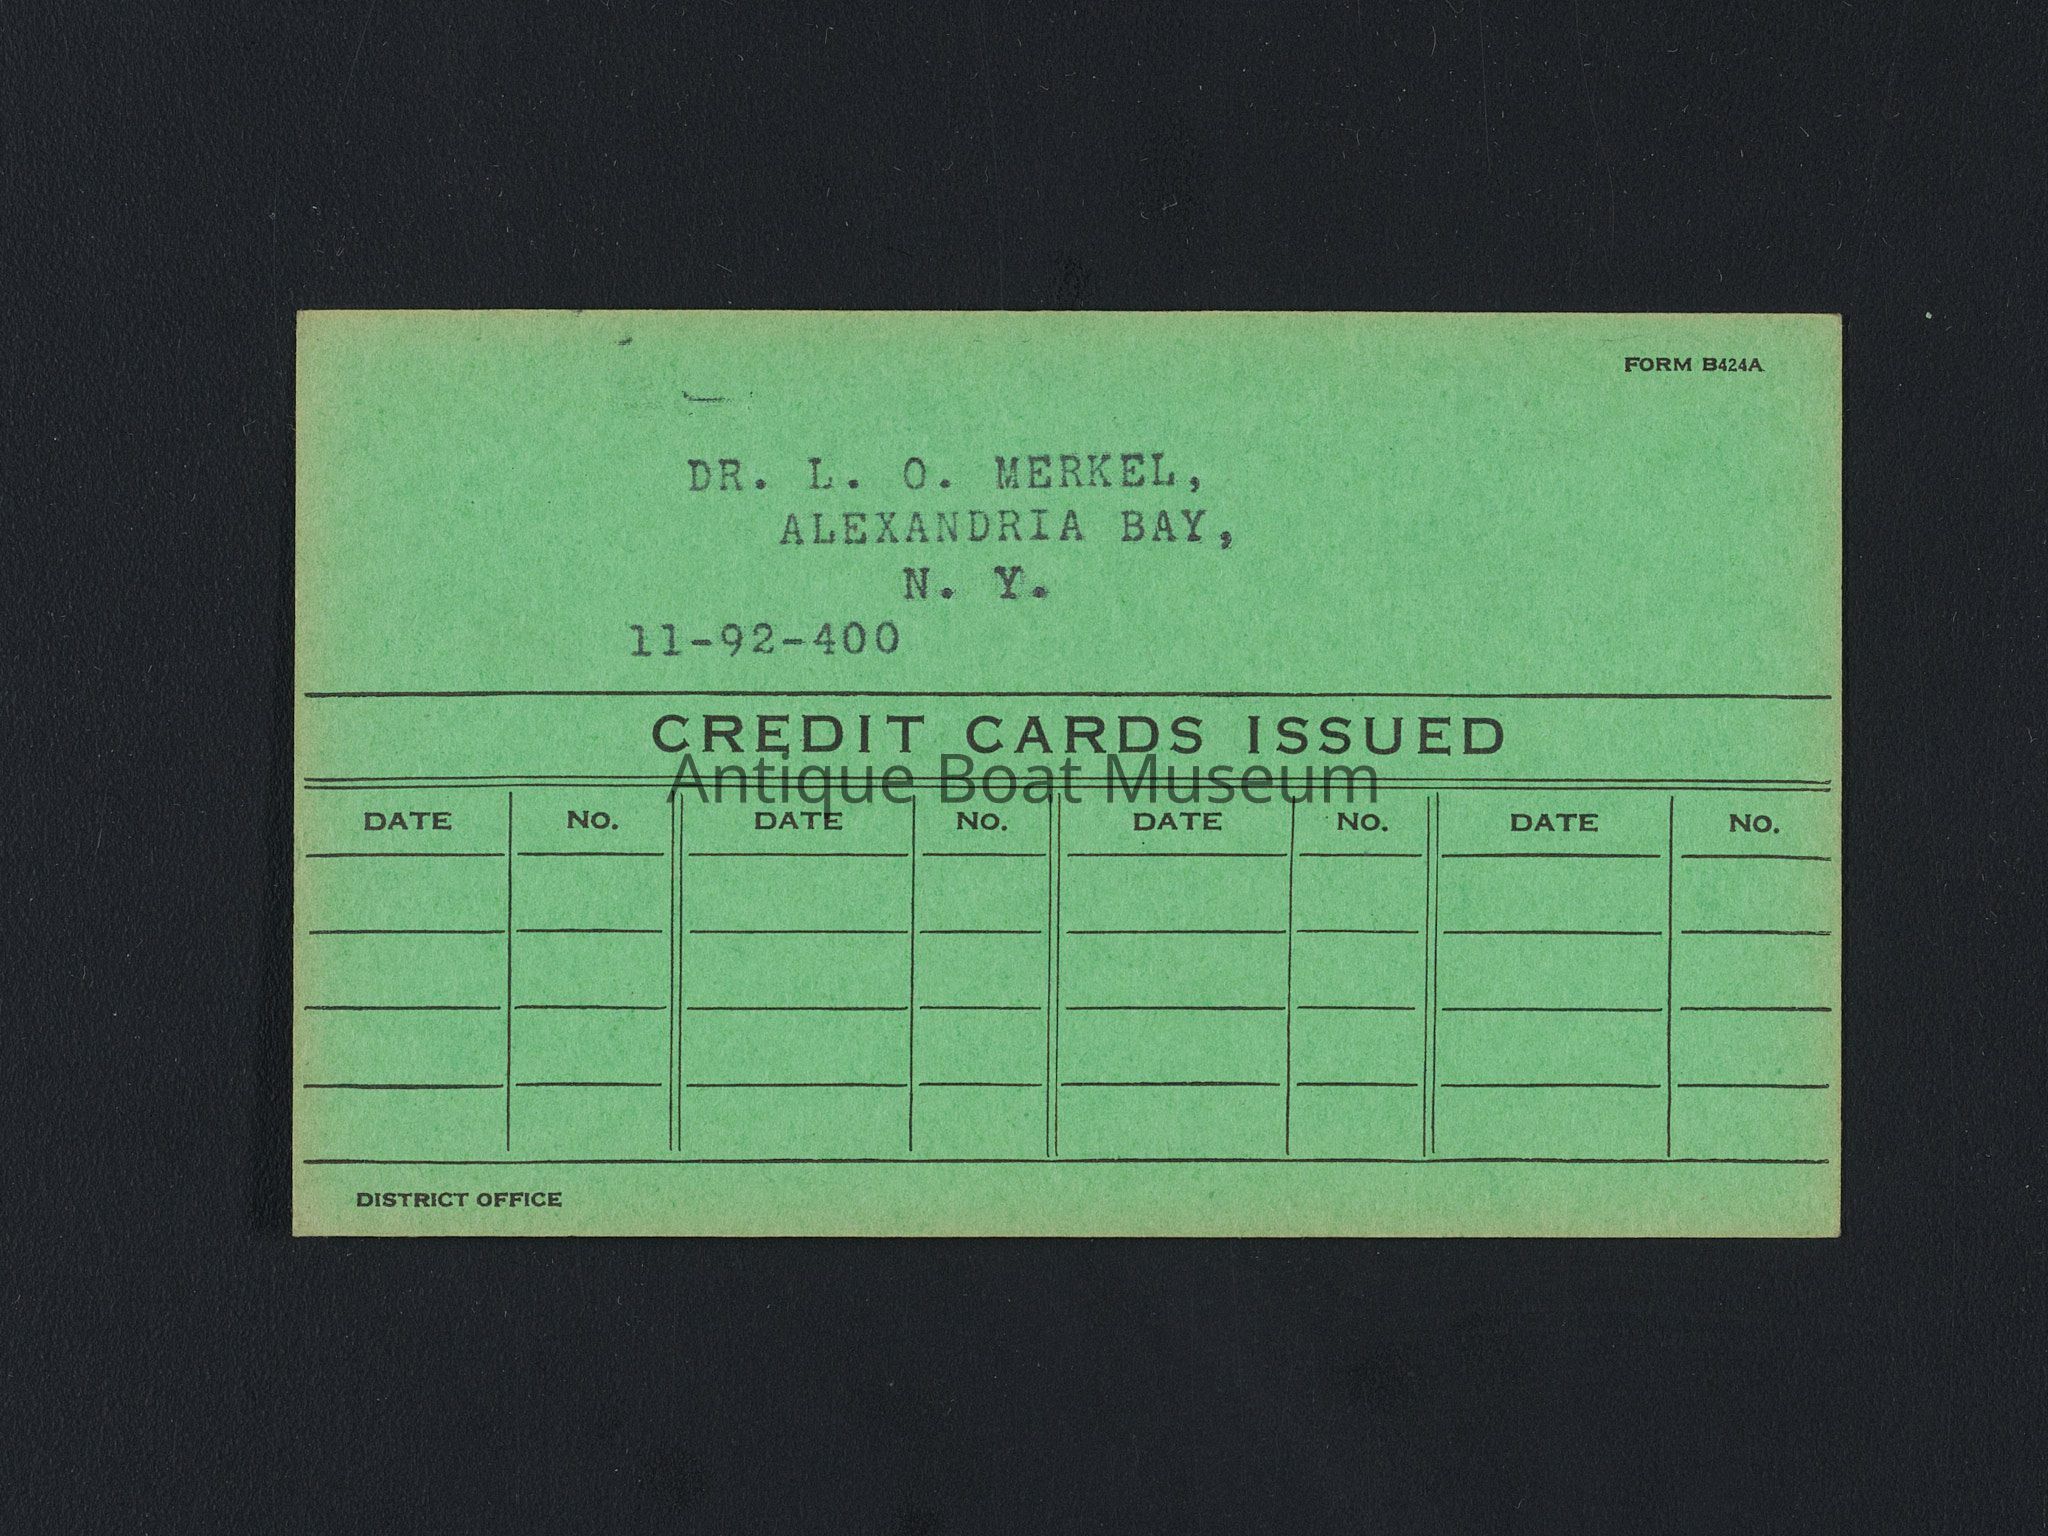 FORM B424A
DR. L. O. MERKEL,
ALEXANDRIA BAY,
N. Y.
11-92-400
CREDIT CARDS ISSUED
Antique Boat Museum
DATE NO. DATE NO. DATE NO. DATE NO.
DISTRICT OFFICE